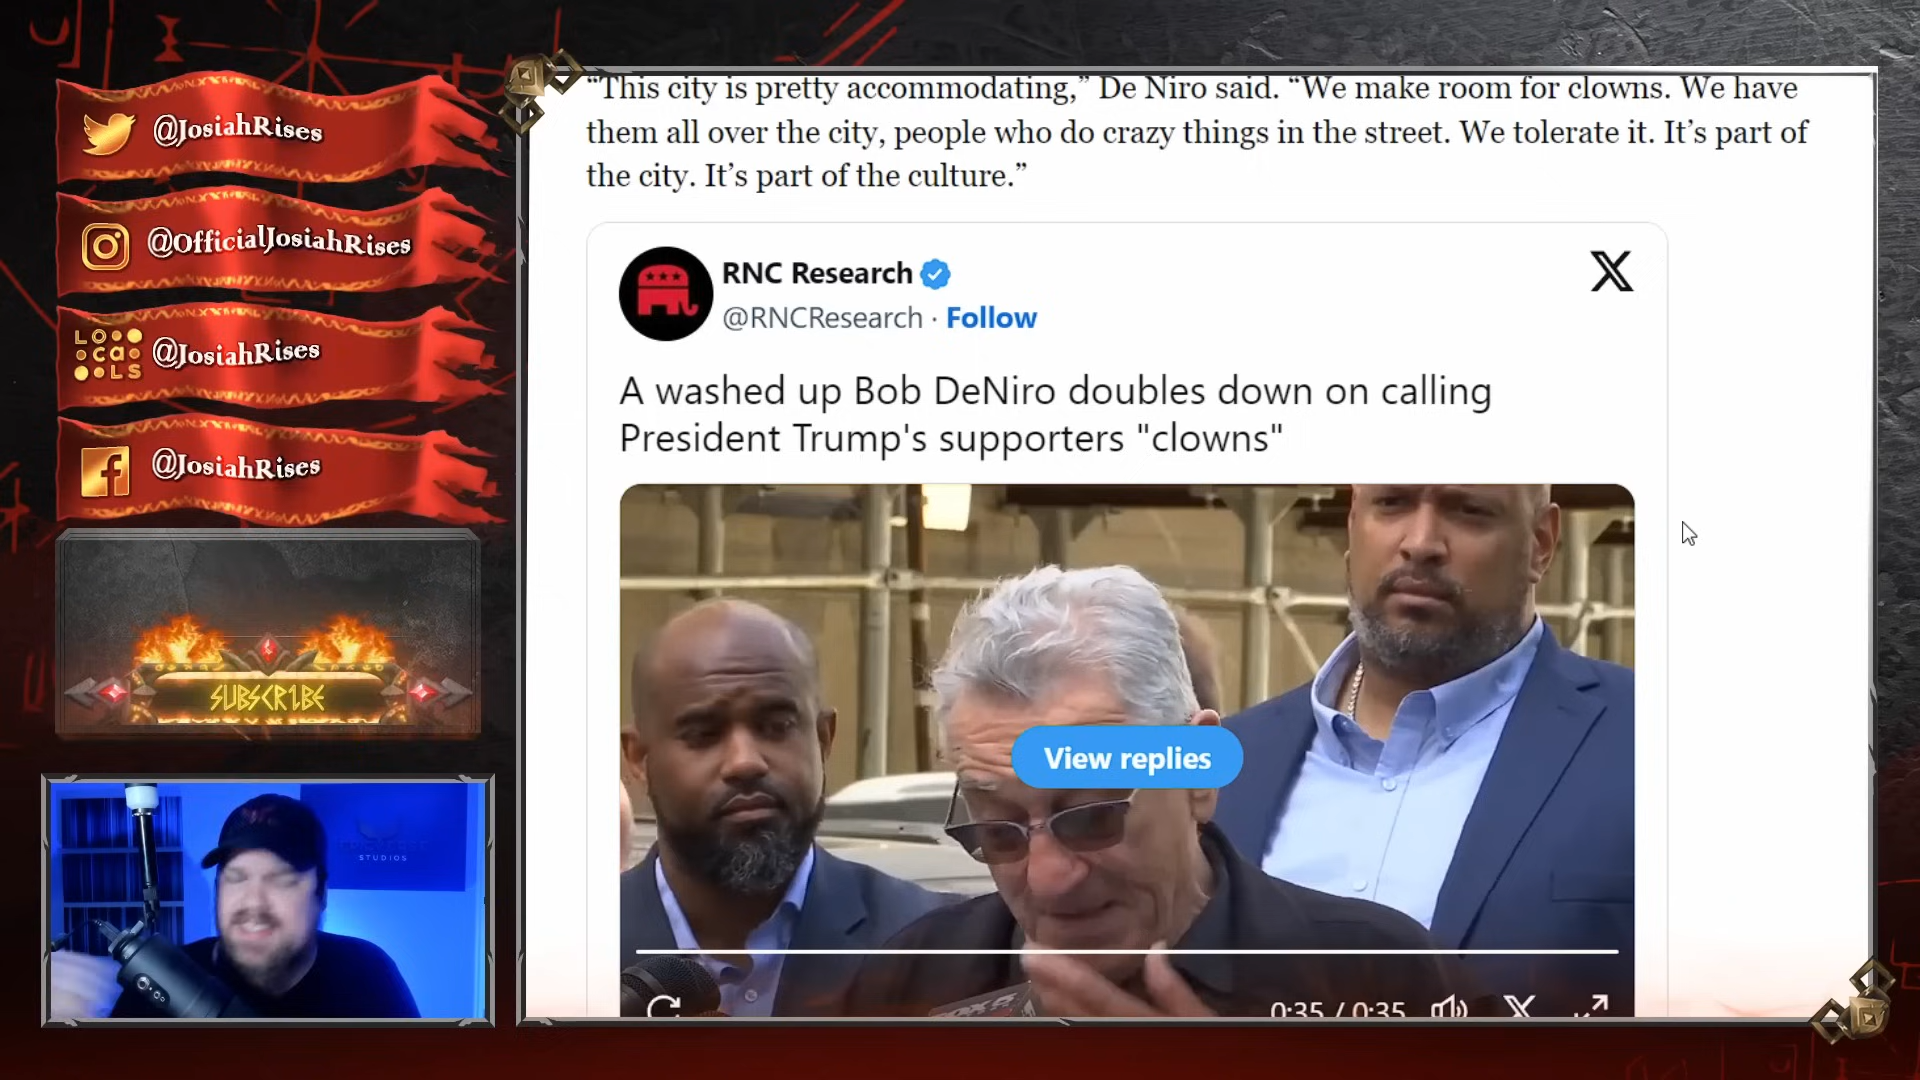 @JosiahRises
@OfficialJosiahRises
LOCALS
@JosiahRises
@JosiahRises
SUBSCRIBE
STUDIOS
“This city is pretty accommodating,” De Niro said. “We make room for clowns. We have
them all over the city, people who do crazy things in the street. We tolerate it. It’s part of
the city. It’s part of the culture.”
RNC Research
@RNCResearch · Follow
A washed up Bob DeNiro doubles down on calling
President Trump's supporters "clowns"
View replies
0:35 / 0:35